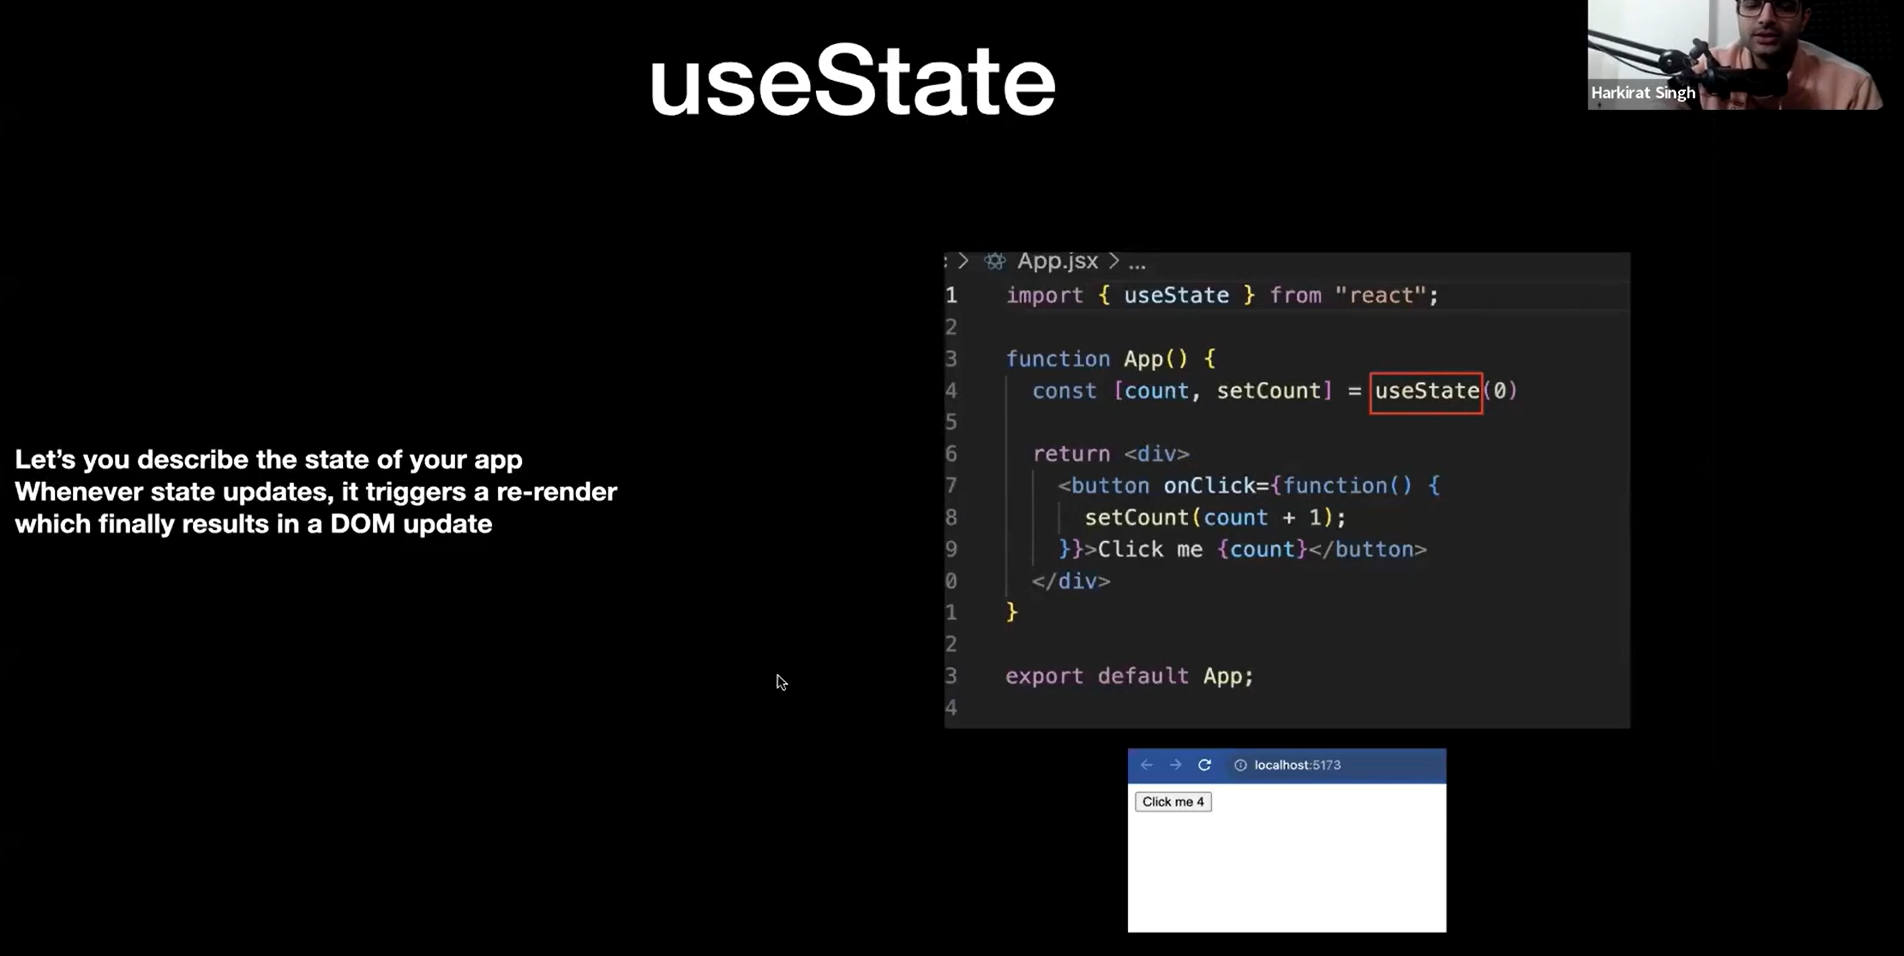 useState
Harkirat Singh
Let's you describe the state of your app
Whenever state updates, it triggers a re-render
which finally results in a DOM update
: > App.jsx > ...
1 import { useState } from "react";
2
3 function App() {
4 const [count, setCount] = useState(0)
5
6 return <div>
7 <button onClick={function() {
8 setCount(count + 1);
9 }}>Click me {count}</button>
0 </div>
1 }
2
3 export default App;
4
localhost:5173
Click me 4